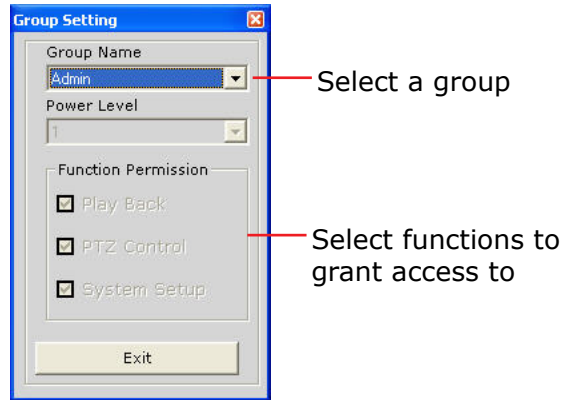 Group Setting
Group Name
Admin
Select a group
Power Level
1
Function Permission
Play Back
PTZ Control
Select functions to
grant access to
System Setup
Exit